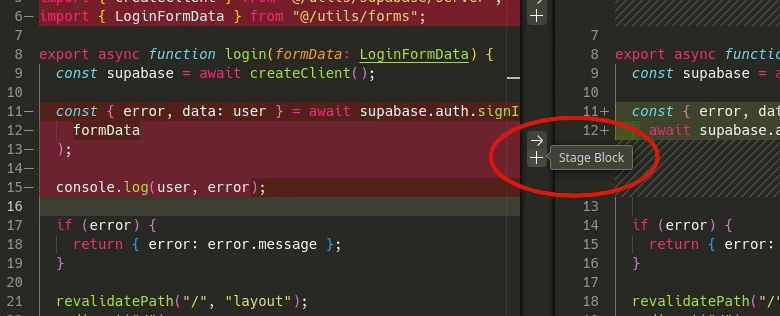 import { createClient } from "@/utils/supabase/server";
6— import { LoginFormData } from "@/utils/forms";
7
8 export async function login(formData: LoginFormData) {
9 const supabase = await createClient();
10
11— const { error, data: user } = await supabase.auth.signI
12— formData
13— );
14—
15— console.log(user, error);
16
17 if (error) {
18 return { error: error.message };
19 }
20
21 revalidatePath("/", "layout");
Stage Block
7
8 export async functio
9 const supabase = a
10
11+ const { error, dat
12+ await supabase.a
13
14 if (error) {
15 return { error:
16 }
17
18 revalidatePath("/"